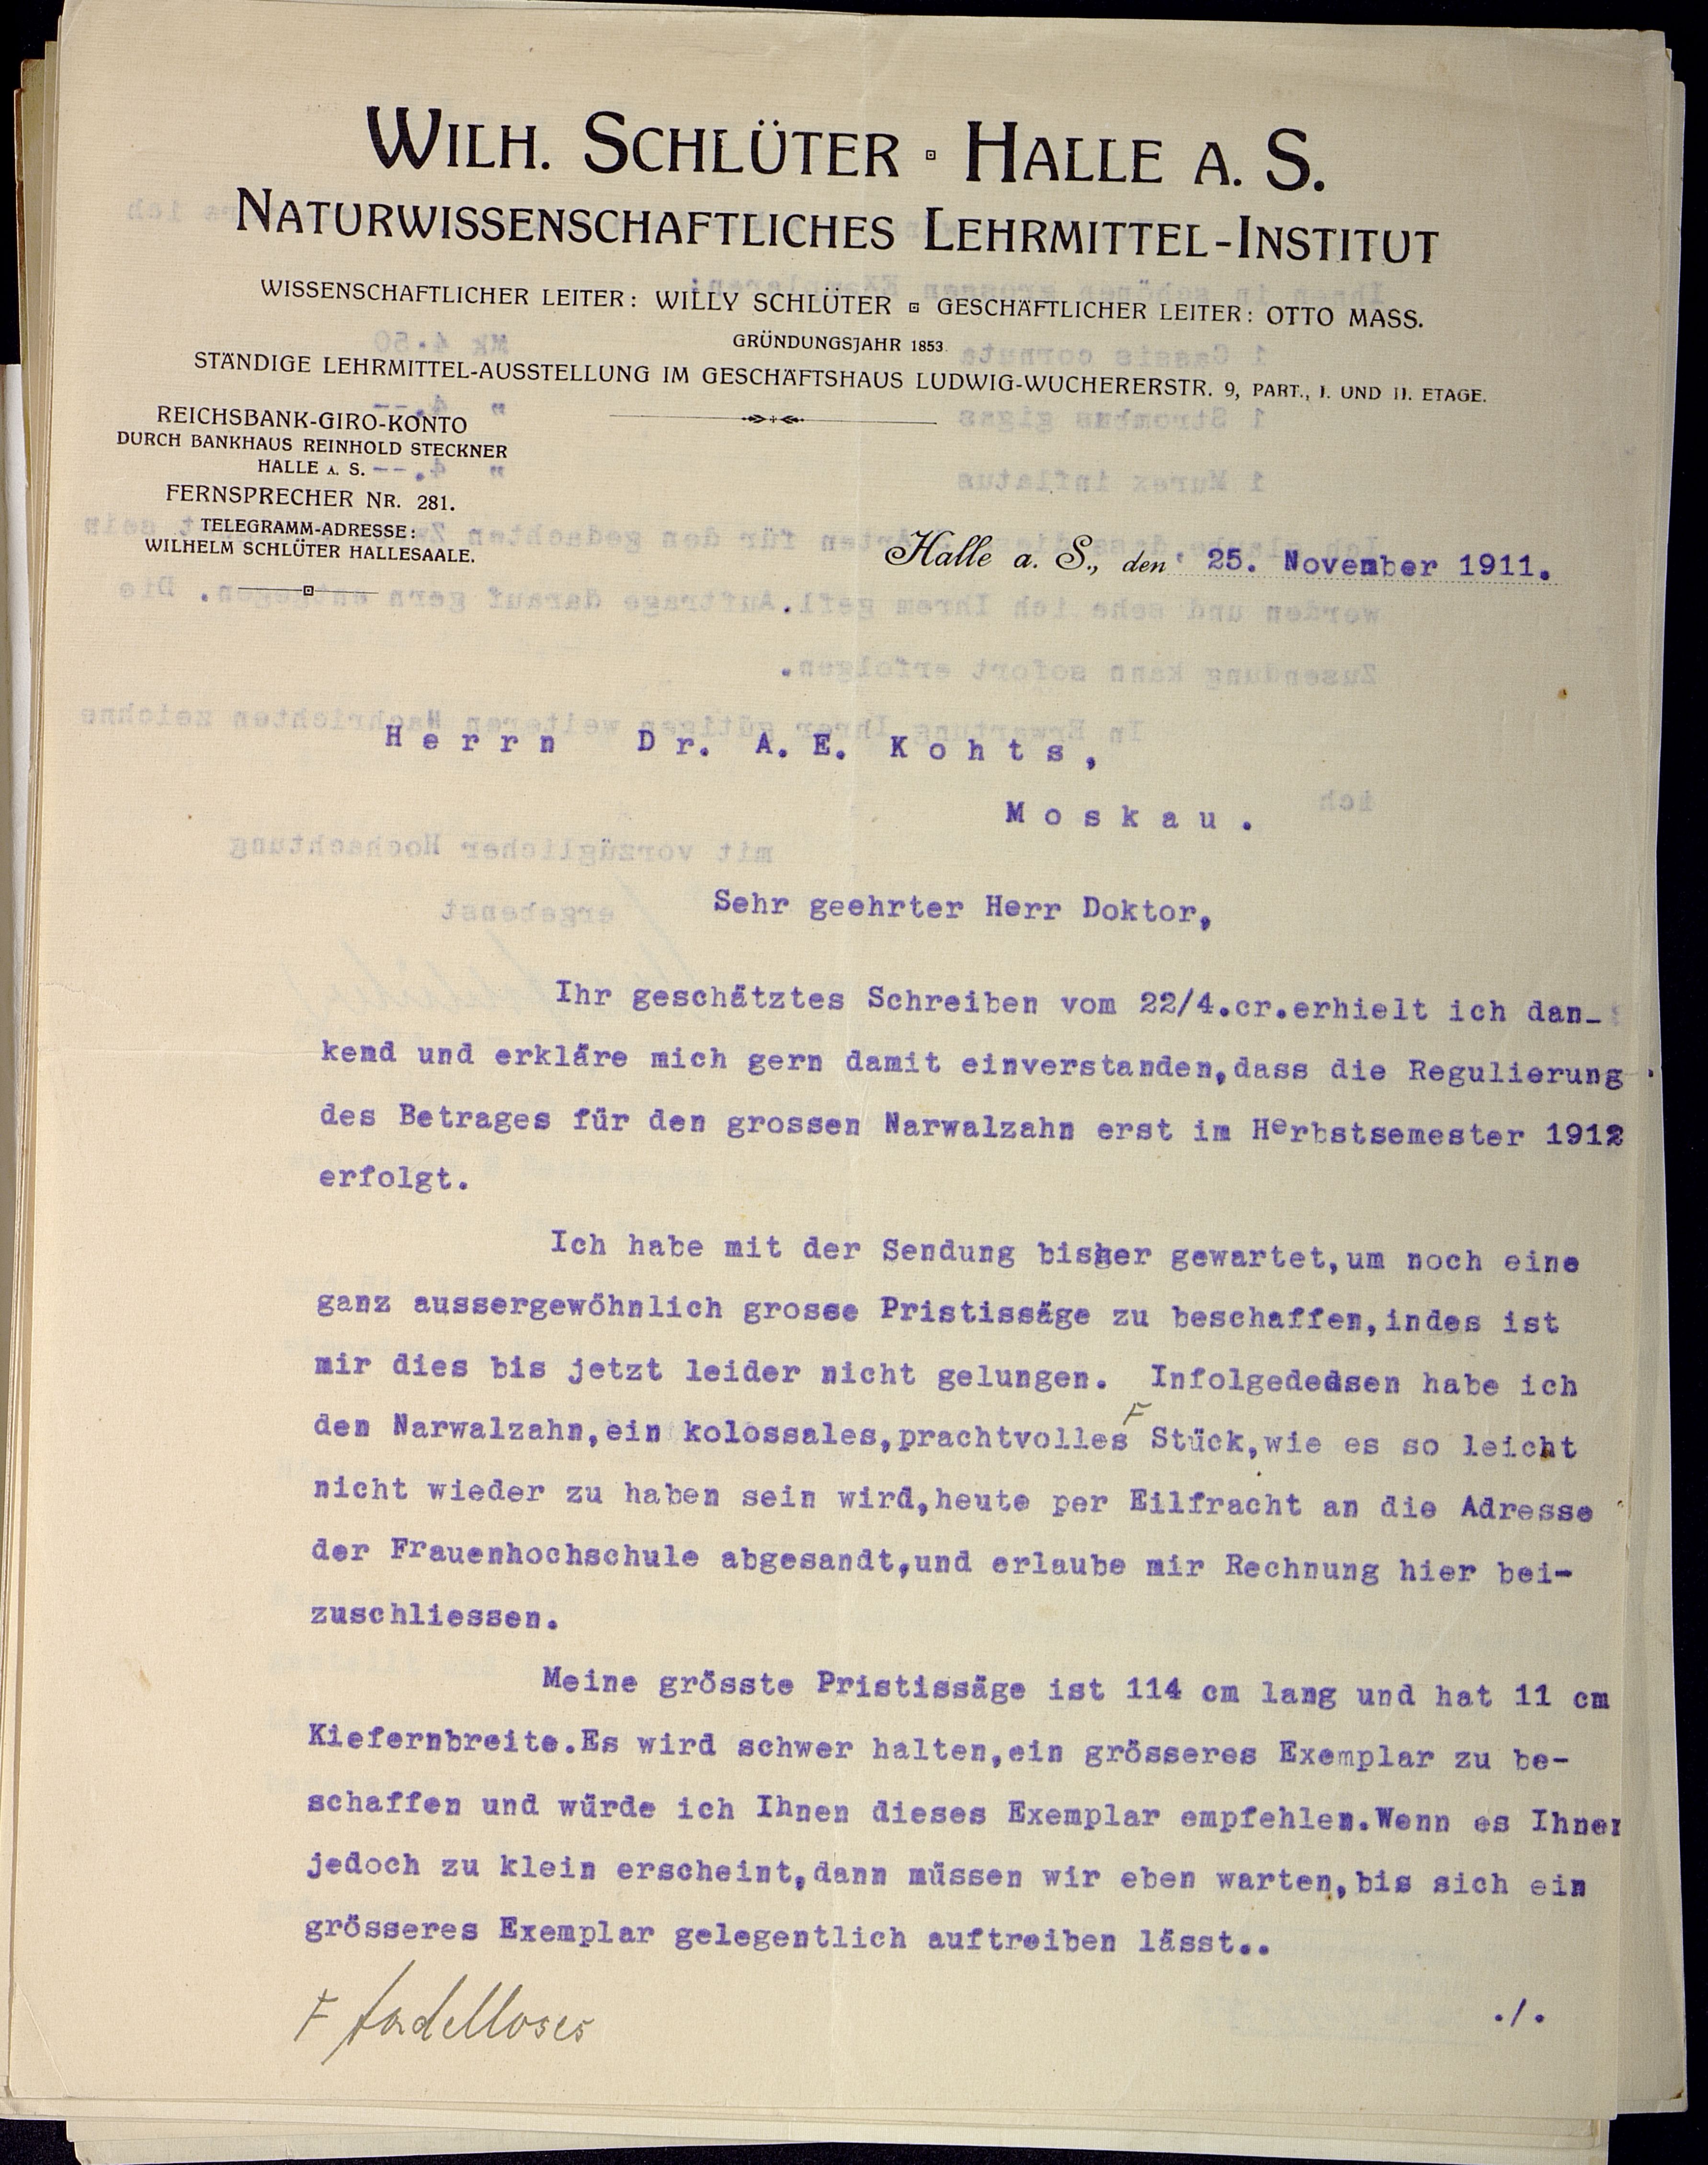 WILH. SCHLÜTER ▫ HALLE A. S.
NATURWISSENSCHAFTLICHES LEHRMITTEL-INSTITUT
WISSENSCHAFTLICHER LEITER: WILLY SCHLÜTER ▫ GESCHÄFTLICHER LEITER: OTTO MASS.
GRÜNDUNGSJAHR 1853.
STÄNDIGE LEHRMITTEL-AUSSTELLUNG IM GESCHÄFTSHAUS LUDWIG-WUCHERERSTR. 9, PART., I. UND II. ETAGE.
REICHSBANK-GIRO-KONTO
DURCH BANKHAUS REINHOLD STECKNER
HALLE A. S.
FERNSPRECHER NR. 281.
TELEGRAMM-ADRESSE:
WILHELM SCHLÜTER HALLESAALE.
Halle a. S., den 25. November 1911.
Herrn Dr. A. E. Kohts,
Moskau.
Sehr geehrter Herr Doktor,
Ihr geschätztes Schreiben vom 22/4.cr.erhielt ich dan-
kend und erkläre mich gern damit einverstanden,dass die Regulierung
des Betrages für den grossen Narwalzahn erst im Herbstsemester 1912
erfolgt.
Ich habe mit der Sendung bisher gewartet,um noch eine
ganz aussergewöhnlich grosse Pristissäge zu beschaffen,indes ist
mir dies bis jetzt leider nicht gelungen. Infolgededsen habe ich
den Narwalzahn,ein kolossales,prachtvolles F Stück,wie es so leicht
nicht wieder zu haben sein wird,heute per Eilfracht an die Adresse
der Frauenhochschule abgesandt,und erlaube mir Rechnung hier bei-
zuschliessen.
Meine grösste Pristissäge ist 114 cm lang und hat 11 cm
Kiefernbreite.Es wird schwer halten,ein grösseres Exemplar zu be-
schaffen und würde ich Ihnen dieses Exemplar empfehlen.Wenn es Ihnen
jedoch zu klein erscheint,dann müssen wir eben warten,bis sich ein
grösseres Exemplar gelegentlich auftreiben lässt..
F tadelloses
./.